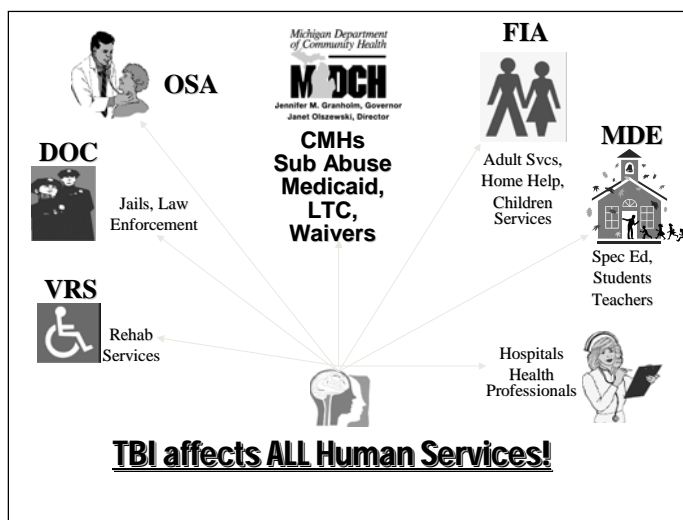 Michigan Department
of Community Health
MDCH
Jennifer M. Granholm, Governor
Janet Olszewski, Director
CMHs
Sub Abuse
Medicaid,
LTC,
Waivers
OSA
DOC
Jails, Law
Enforcement
VRS
Rehab
Services
FIA
Adult Svcs,
Home Help,
Children
Services
MDE
Spec Ed,
Students
Teachers
Hospitals
Health
Professionals
TBI affects ALL Human Services!